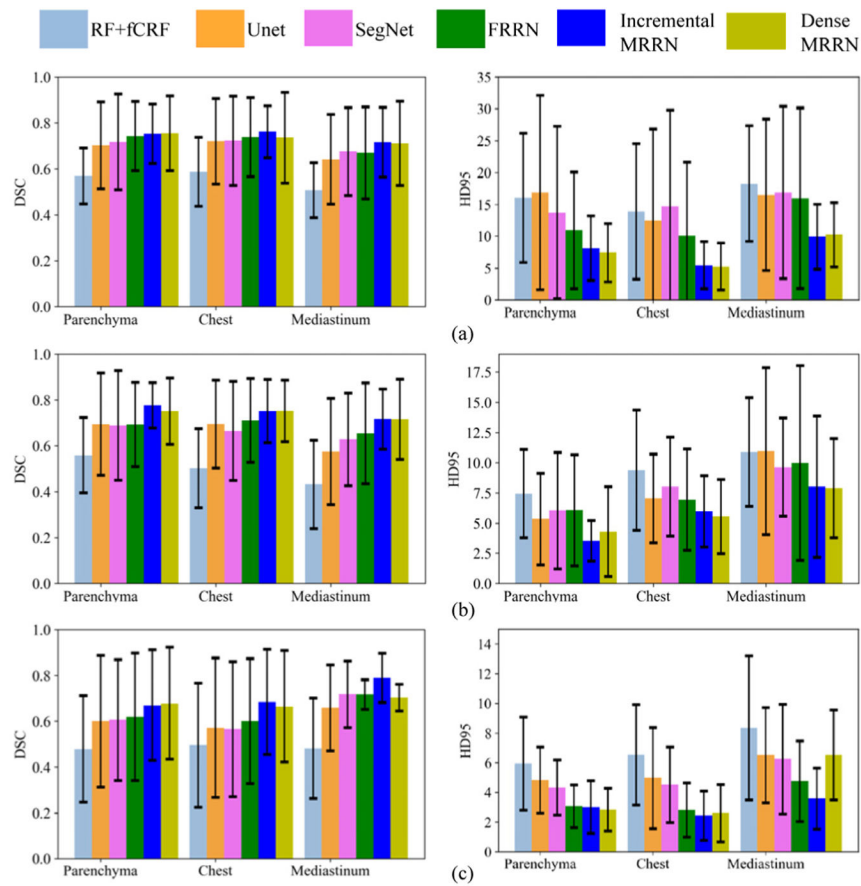 RF+fCRF Unet SegNet FRRN Incremental MRRN Dense MRRN
1.0
0.8
0.6
0.4
0.2
0.0
DSC
Parenchyma Chest Mediastinum
35
30
25
20
15
10
5
0
HD95
Parenchyma Chest Mediastinum
(a)
1.0
0.8
0.6
0.4
0.2
0.0
DSC
Parenchyma Chest Mediastinum
17.5
15.0
12.5
10.0
7.5
5.0
2.5
0.0
HD95
Parenchyma Chest Mediastinum
(b)
1.0
0.8
0.6
0.4
0.2
0.0
DSC
Parenchyma Chest Mediastinum
14
12
10
8
6
4
2
0
HD95
Parenchyma Chest Mediastinum
(c)